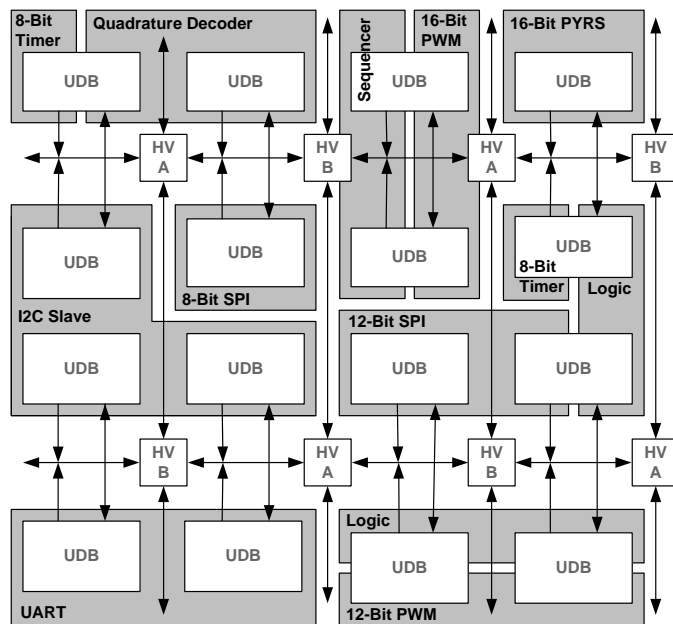 8-Bit
Timer
Quadrature Decoder
Sequencer
16-Bit
PWM
16-Bit PYRS
UDB
UDB
UDB
UDB
HV
A
HV
B
HV
A
HV
B
UDB
UDB
UDB
UDB
8-Bit SPI
8-Bit
Timer
Logic
I2C Slave
12-Bit SPI
UDB
UDB
UDB
UDB
HV
B
HV
A
HV
B
HV
A
Logic
UDB
UDB
UDB
UDB
UART
12-Bit PWM